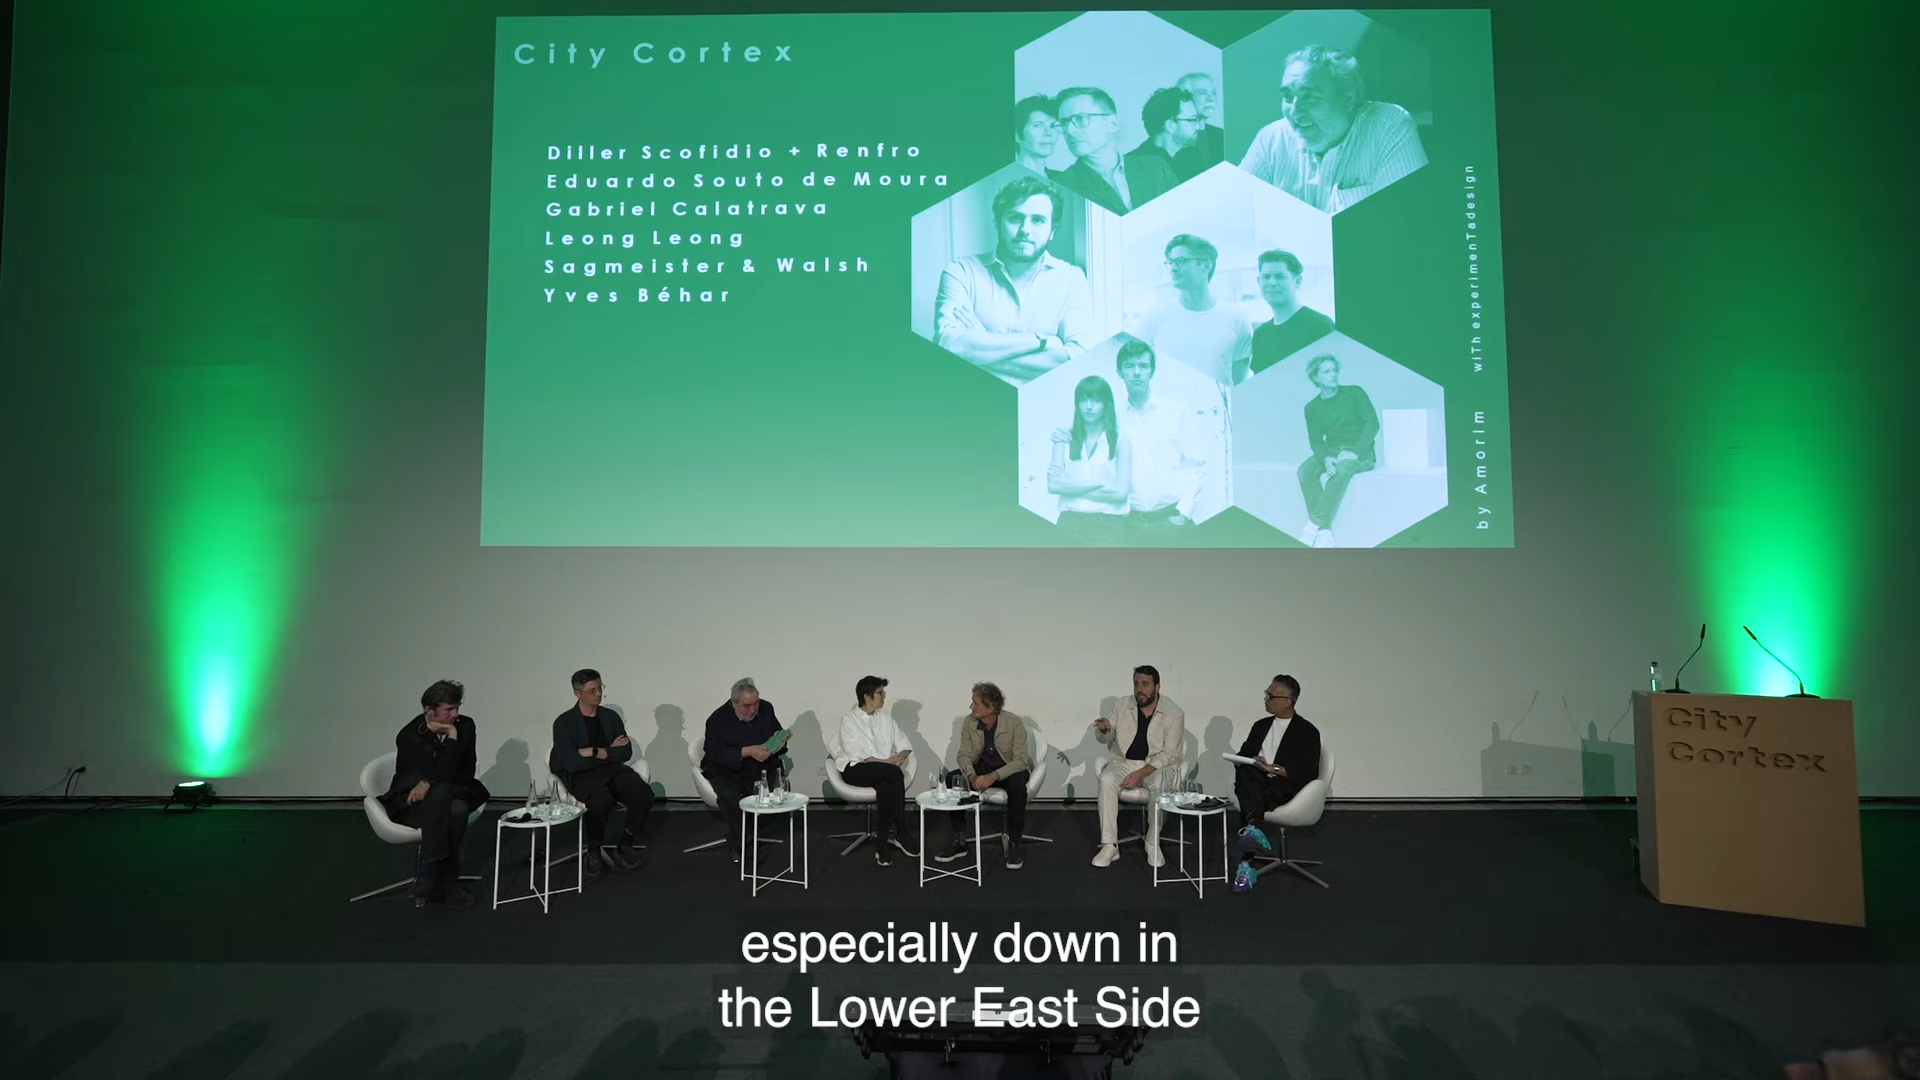 City Cortex
Diller Scofidio + Renfro
Eduardo Souto de Moura
Gabriel Calatrava
Leong Leong
Sagmeister & Walsh
Yves Béhar
by Amorim wiTh experimenTadesign
City
Cortex
especially down in
the Lower East Side